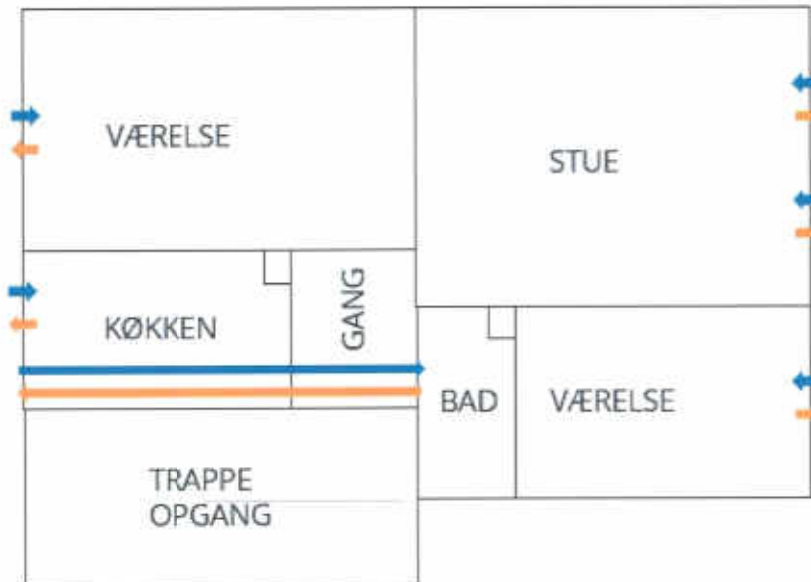 VÆRELSE
STUE
KØKKEN
GANG
BAD
VÆRELSE
TRAPPE
OPGANG